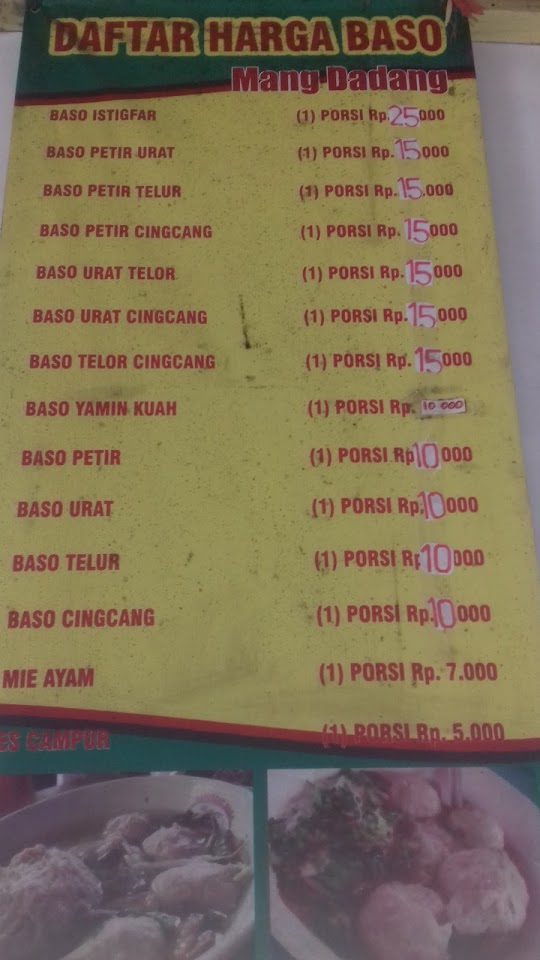 DAFTAR HARGA BASO
Mang Dadang
BASO ISTIGFAR (1) PORSI Rp.25000
BASO PETIR URAT (1) PORSI Rp.15000
BASO PETIR TELUR (1) PORSI Rp.15.000
BASO PETIR CINGCANG (1) PORSI Rp.15000
BASO URAT TELOR (1) PORSI Rp.15000
BASO URAT CINGCANG (1) PORSI Rp.15000
BASO TELOR CINGCANG (1) PORSI Rp.15000
BASO YAMIN KUAH (1) PORSI Rp. 10 000
BASO PETIR (1) PORSI Rp10000
BASO URAT (1) PORSI Rp.10000
BASO TELUR (1) PORSI Rp10000
BASO CINGCANG (1) PORSI Rp.10000
MIE AYAM (1) PORSI Rp. 7.000
ES CAMPUR (1) PORSI Rp. 5.000